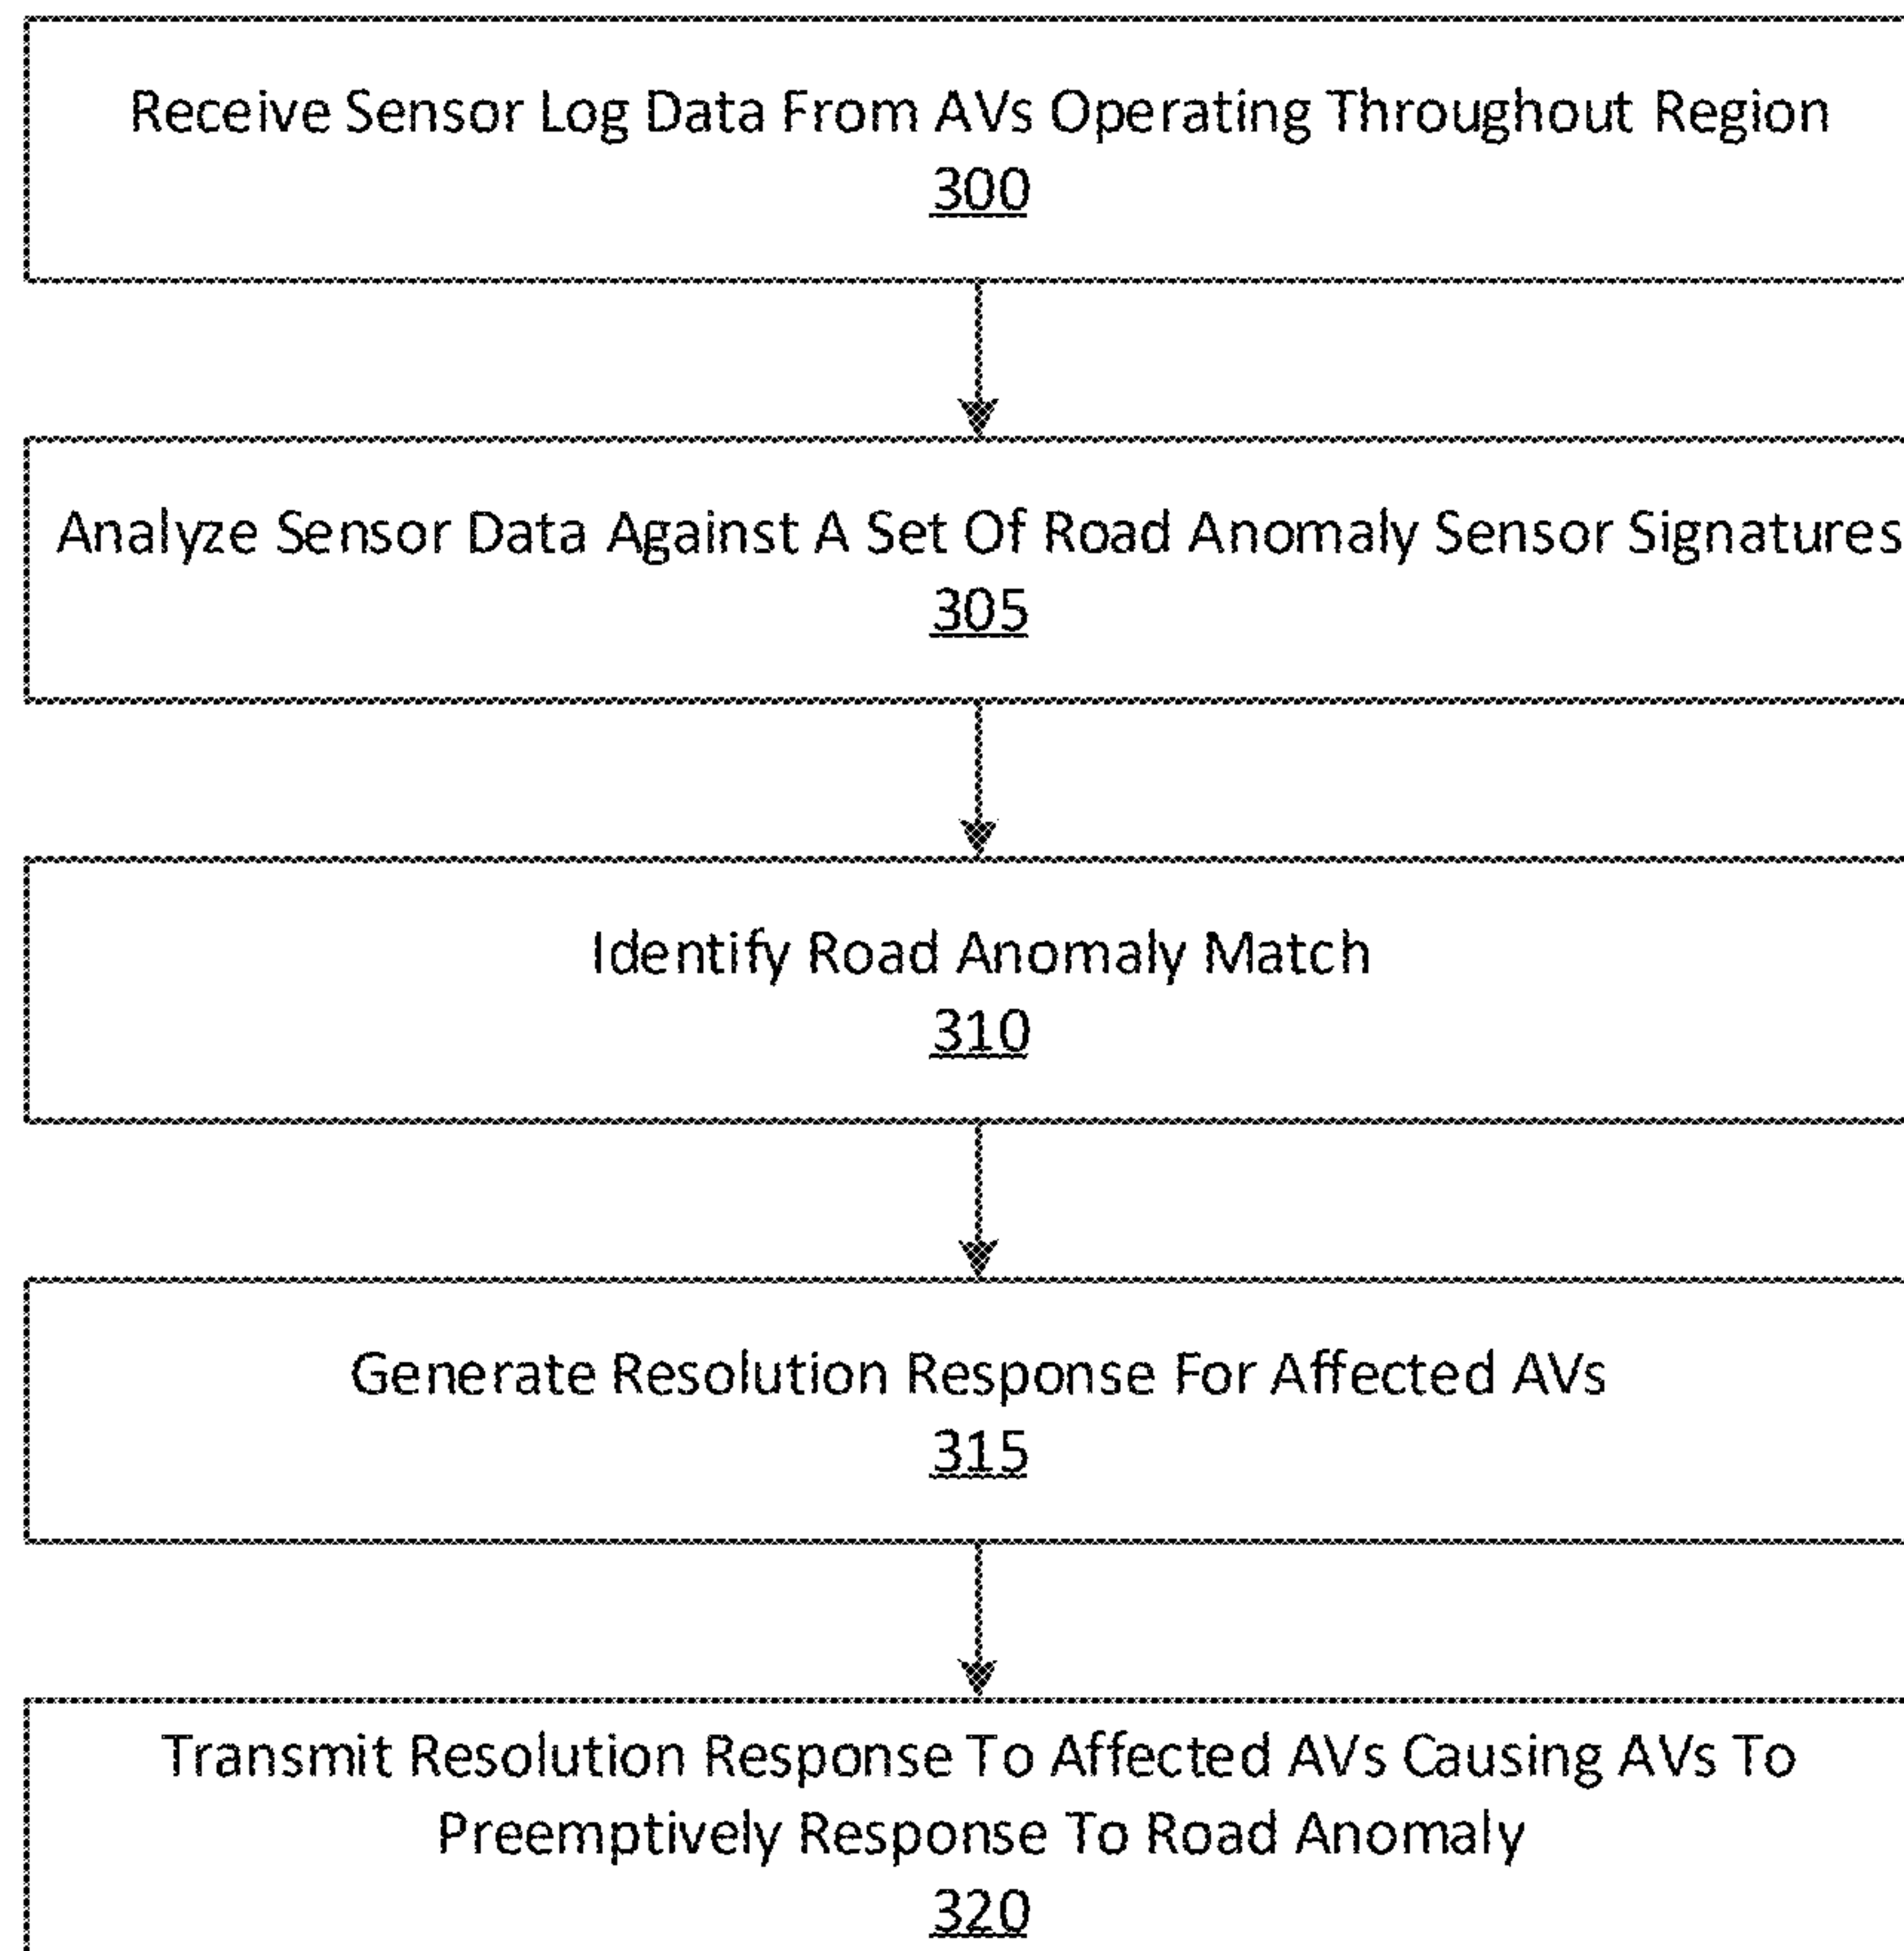 Receive Sensor Log Data From AVs Operating Throughout Region
300
Analyze Sensor Data Against A Set Of Road Anomaly Sensor Signatures
305
Identify Road Anomaly Match
310
Generate Resolution Response For Affected AVs
315
Transmit Resolution Response To Affected AVs Causing AVs To
Preemptively Response To Road Anomaly
320